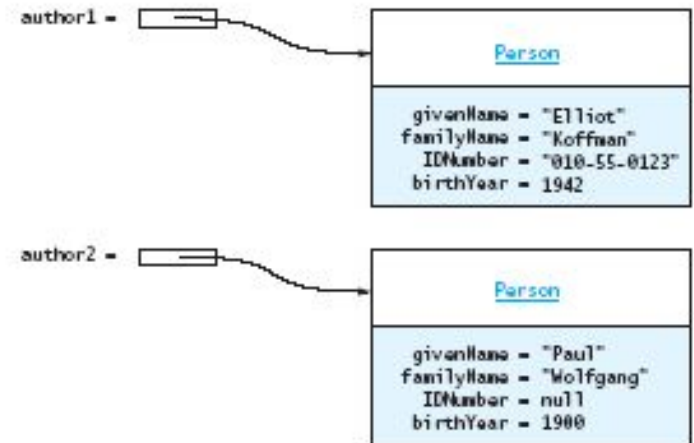 author1 =
Person
givenName = "Elliot"
familyName = "Koffman"
IDNumber = "010-55-0123"
birthYear = 1942
author2 =
Person
givenName = "Paul"
familyName = "Wolfgang"
IDNumber = null
birthYear = 1900